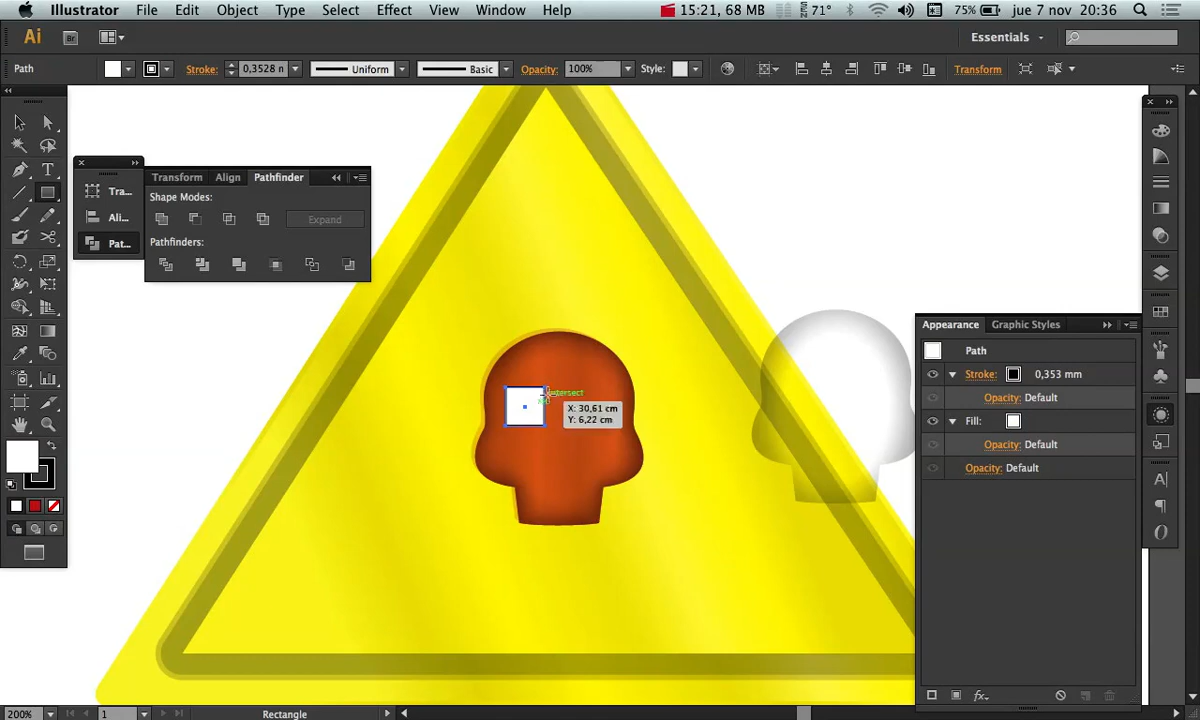 Illustrator File Edit Object Type Select Effect View Window Help 15:21, 68 MB 71° 75% jue 7 nov 20:36
Ai Br Essentials
Path Stroke: 0,3528 n Uniform Basic Opacity: 100% Style: Transform
Tra...
Ali...
Pat...
Transform Align Pathfinder
Shape Modes:
Expand
Pathfinders:
X: 30,61 cm
Y: 6,22 cm
Appearance Graphic Styles
Path
Stroke: 0,353 mm
Opacity: Default
Fill:
Opacity: Default
Opacity: Default
fx
200% 1 Rectangle